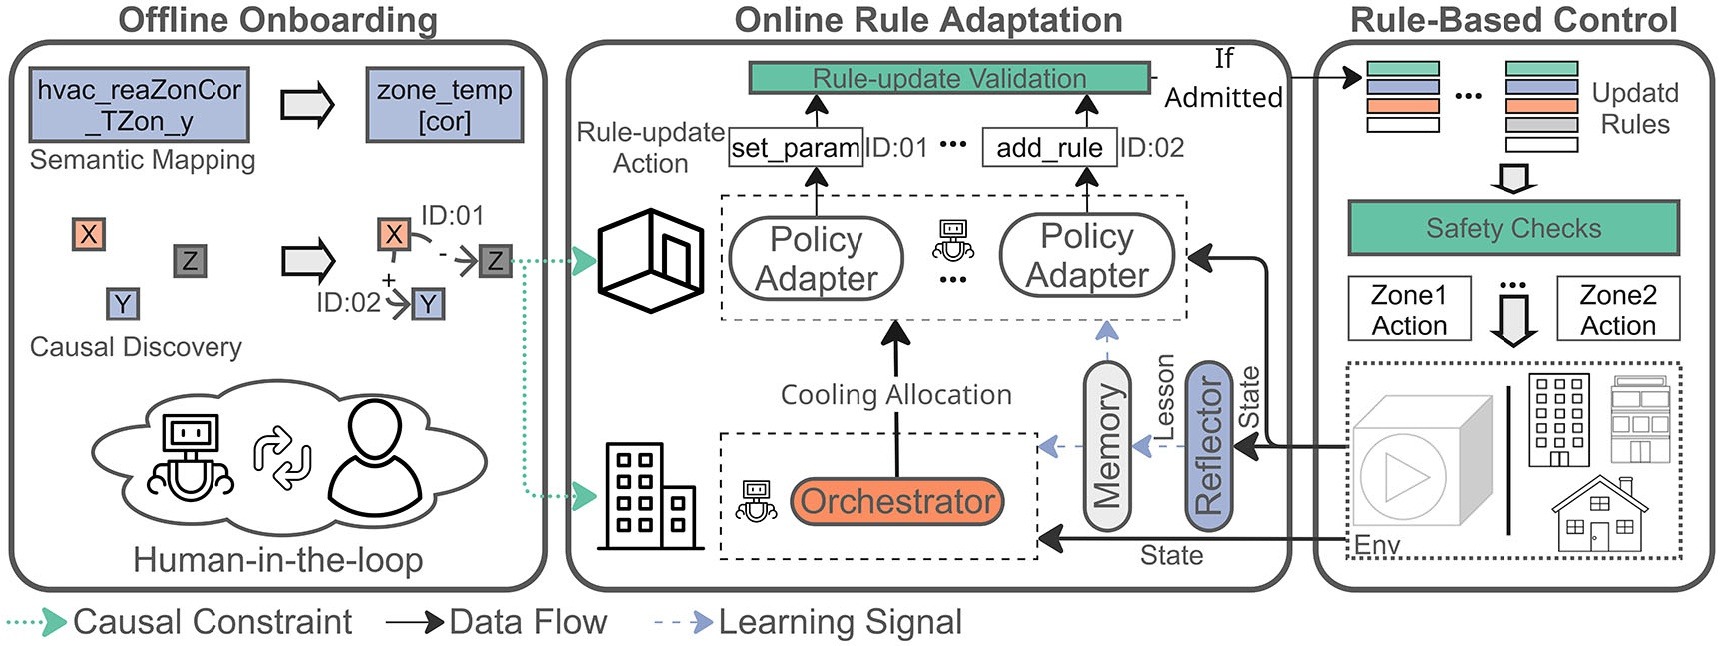 Offline Onboarding
hvac_reaZonCor
_TZon_y
zone_temp
[cor]
Semantic Mapping
X
Z
Y
X
ID:01
-
Z
+
ID:02
Y
Causal Discovery
Human-in-the-loop
Online Rule Adaptation
Rule-update Validation
If
Admitted
Rule-update
Action
set_param
ID:01
...
add_rule
ID:02
Policy
Adapter
...
Policy
Adapter
Cooling Allocation
Orchestrator
Memory
Lesson
Reflector
State
State
Rule-Based Control
...
Updatd
Rules
Safety Checks
Zone1
Action
...
Zone2
Action
Env
Causal Constraint
Data Flow
Learning Signal